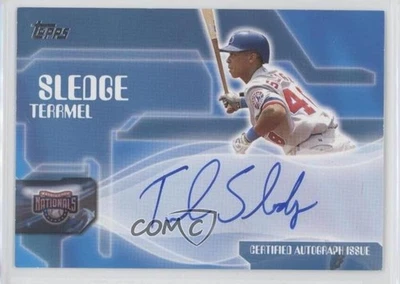 Topps
SLEDGE
TERRMEL
NATIONALS
COMC
CERTIFIED AUTOGRAPH ISSUE